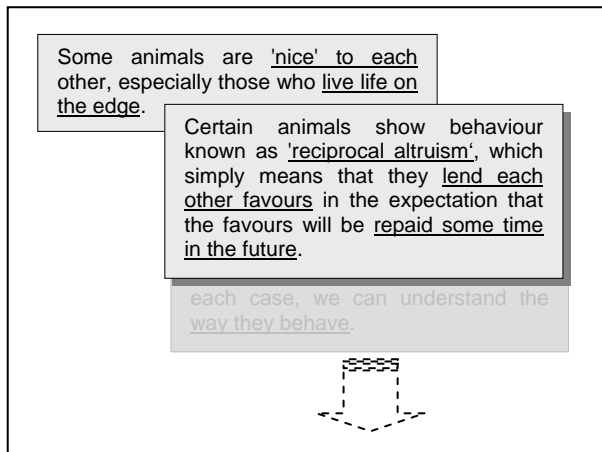 Some animals are 'nice' to each
other, especially those who live life on
the edge.
Certain animals show behaviour
known as 'reciprocal altruism‘, which
simply means that they lend each
other favours in the expectation that
the favours will be repaid some time
in the future.
each case, we can understand the
way they behave.